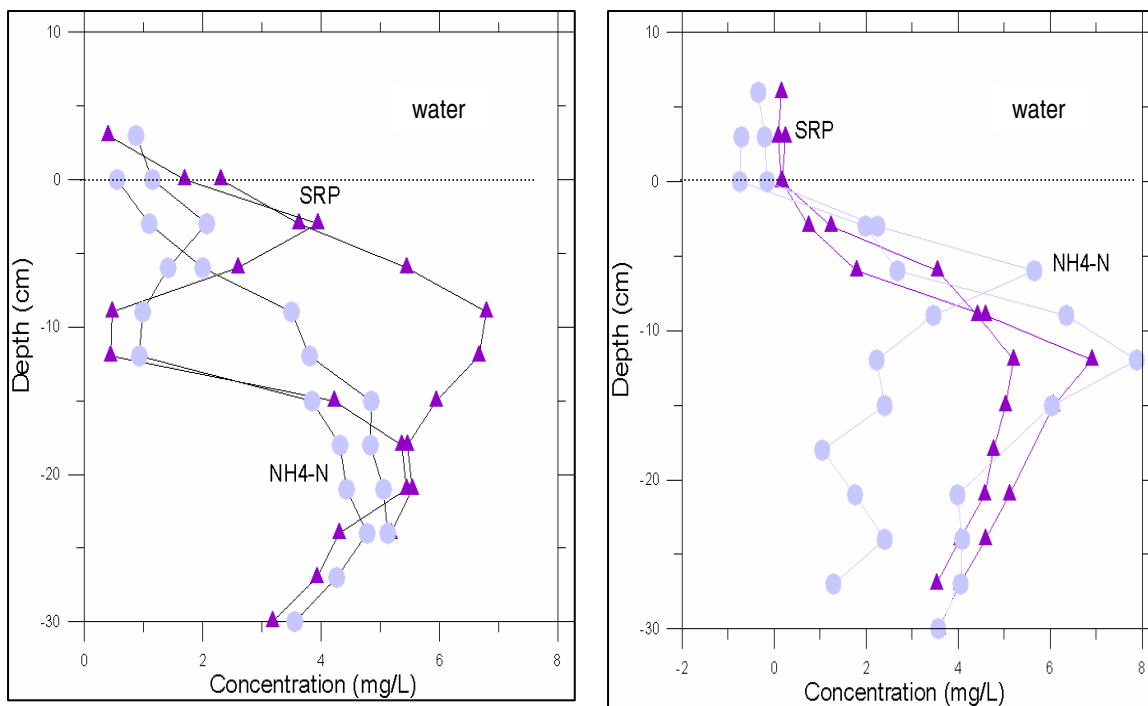 10
water
0
SRP
Depth (cm)
-10
NH4-N
-20
-30
0
2
4
6
8
Concentration (mg/L)
10
water
SRP
0
NH4-N
Depth (cm)
-10
-20
-30
-2
0
2
4
6
8
Concentration (mg/L)